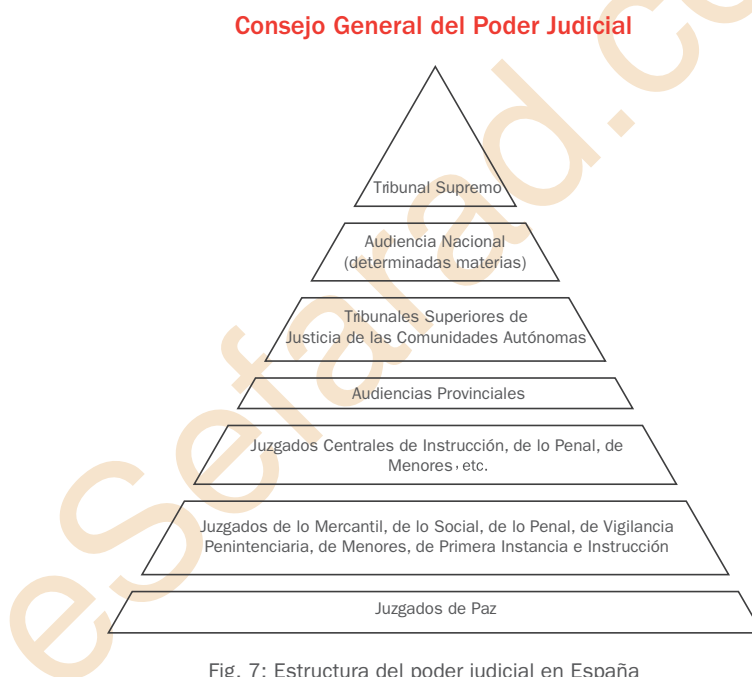 Consejo General del Poder Judicial
Tribunal Supremo
Audiencia Nacional
(determinadas materias)
Tribunales Superiores de
Justicia de las Comunidades Autónomas
Audiencias Provinciales
Juzgados Centrales de Instrucción, de lo Penal, de
Menores, etc.
Juzgados de lo Mercantil, de lo Social, de lo Penal, de Vigilancia
Penintenciaria, de Menores, de Primera Instancia e Instrucción
Juzgados de Paz
Fig. 7: Estructura del poder judicial en España
eSefarad.co